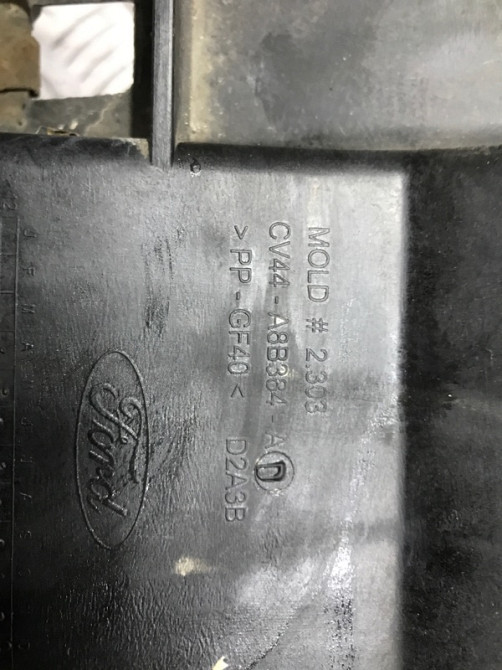 MOLD # 2.303
CV44-A8B384-AD
>PP-GF40< D2A3B
Ford
J F M A M J J A S